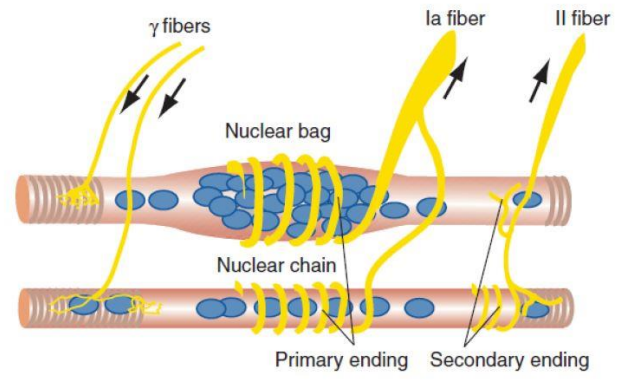 γ fibers
Ia fiber
II fiber
Nuclear bag
Nuclear chain
Primary ending
Secondary ending